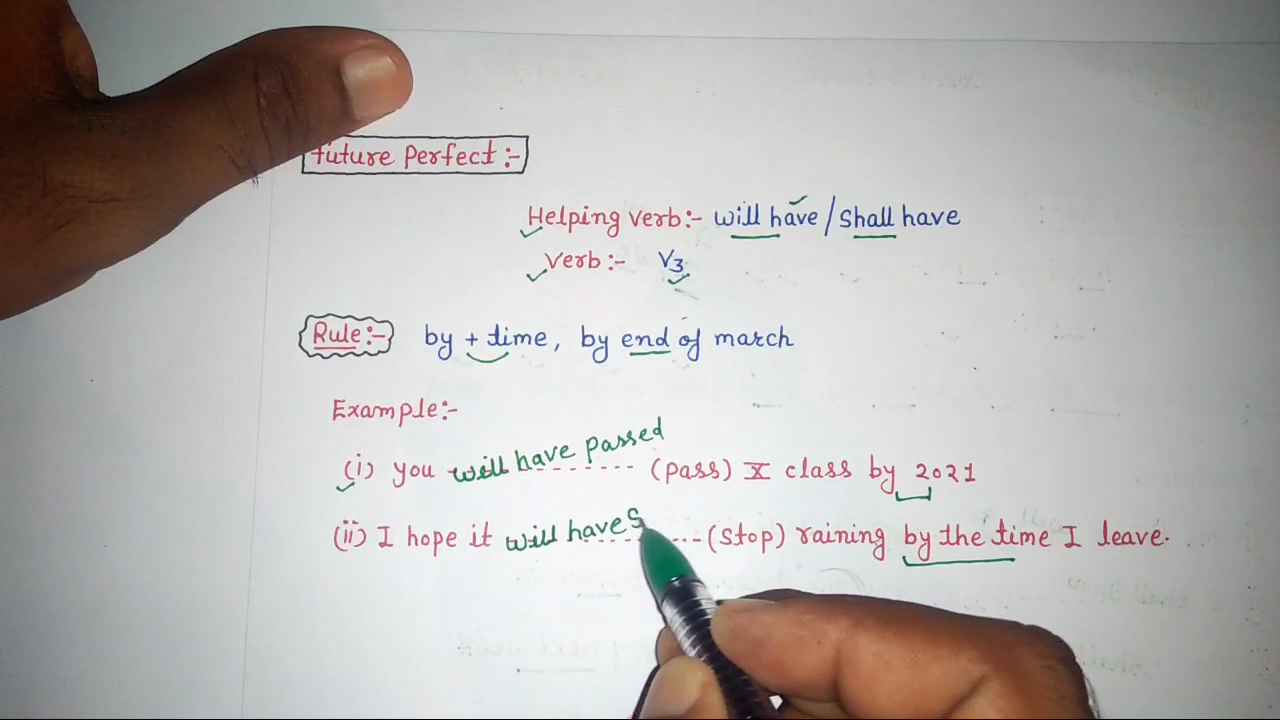 future Perfect :-
Helping verb:- will have / Shall have
verb :- V3
Rule:- by + time, by end of march
Example:-
(i) you will have passed (pass) X class by 2021
(ii) I hope it will have s (stop) raining by the time I leave.